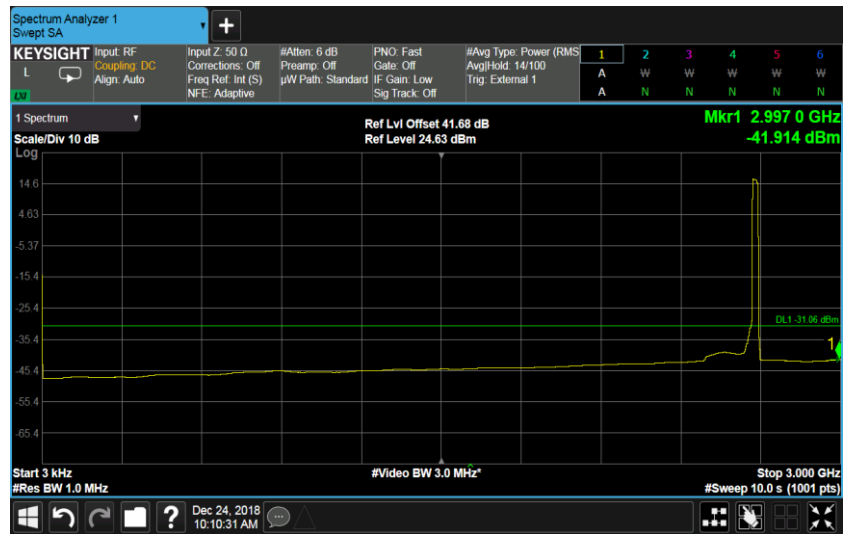 Spectrum Analyzer 1
Swept SA
+
KEYSIGHT
L
LXI
Input: RF
Coupling: DC
Align: Auto
Input Z: 50 Ω
Corrections: Off
Freq Ref: Int (S)
NFE: Adaptive
#Atten: 6 dB
Preamp: Off
µW Path: Standard
PNO: Fast
Gate: Off
IF Gain: Low
Sig Track: Off
#Avg Type: Power (RMS
Avg|Hold: 14/100
Trig: External 1
1 2 3 4 5 6
A W W W W W
A N N N N N
1 Spectrum
Scale/Div 10 dB
Log
Ref Lvl Offset 41.68 dB
Ref Level 24.63 dBm
Mkr1 2.997 0 GHz
-41.914 dBm
14.6
4.63
-5.37
-15.4
-25.4
DL1 -31.06 dBm
-35.4
1
-45.4
-55.4
-65.4
Start 3 kHz
#Res BW 1.0 MHz
#Video BW 3.0 MHz*
Stop 3.000 GHz
#Sweep 10.0 s (1001 pts)
?
Dec 24, 2018
10:10:31 AM